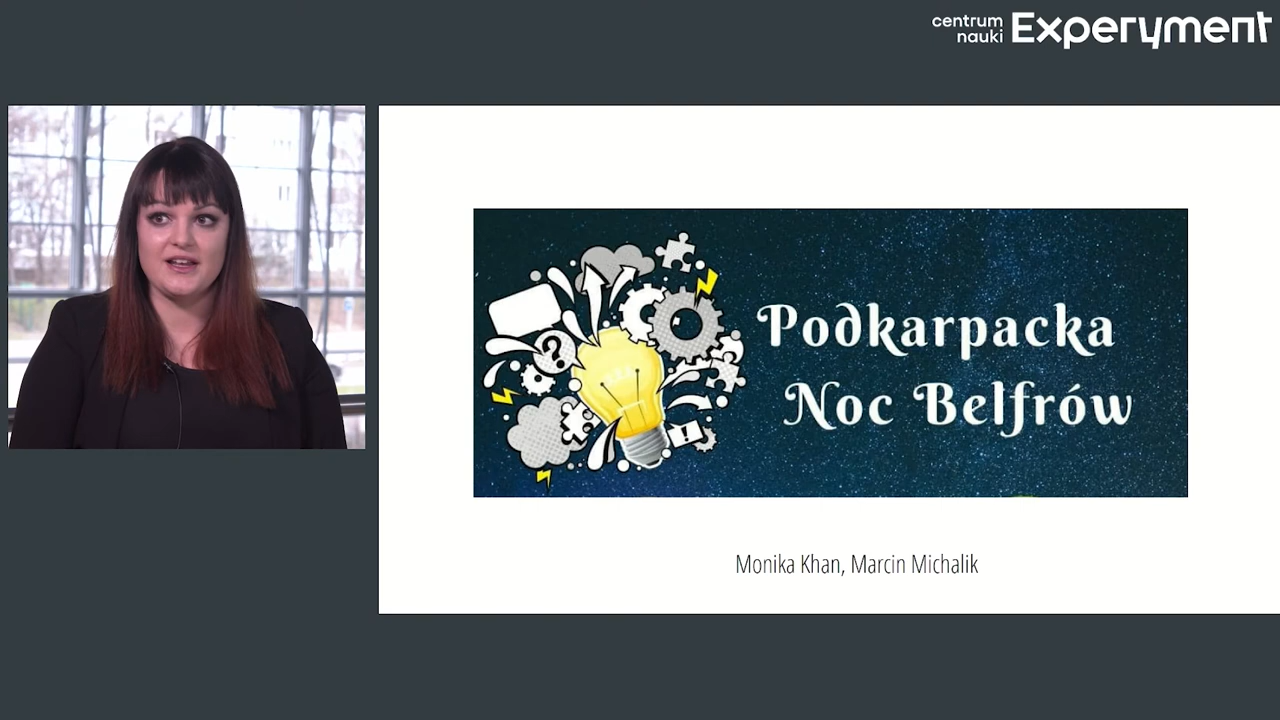 centrum
nauki
Experyment
Podkarpacka
Noc Belfrów
Monika Khan, Marcin Michalik